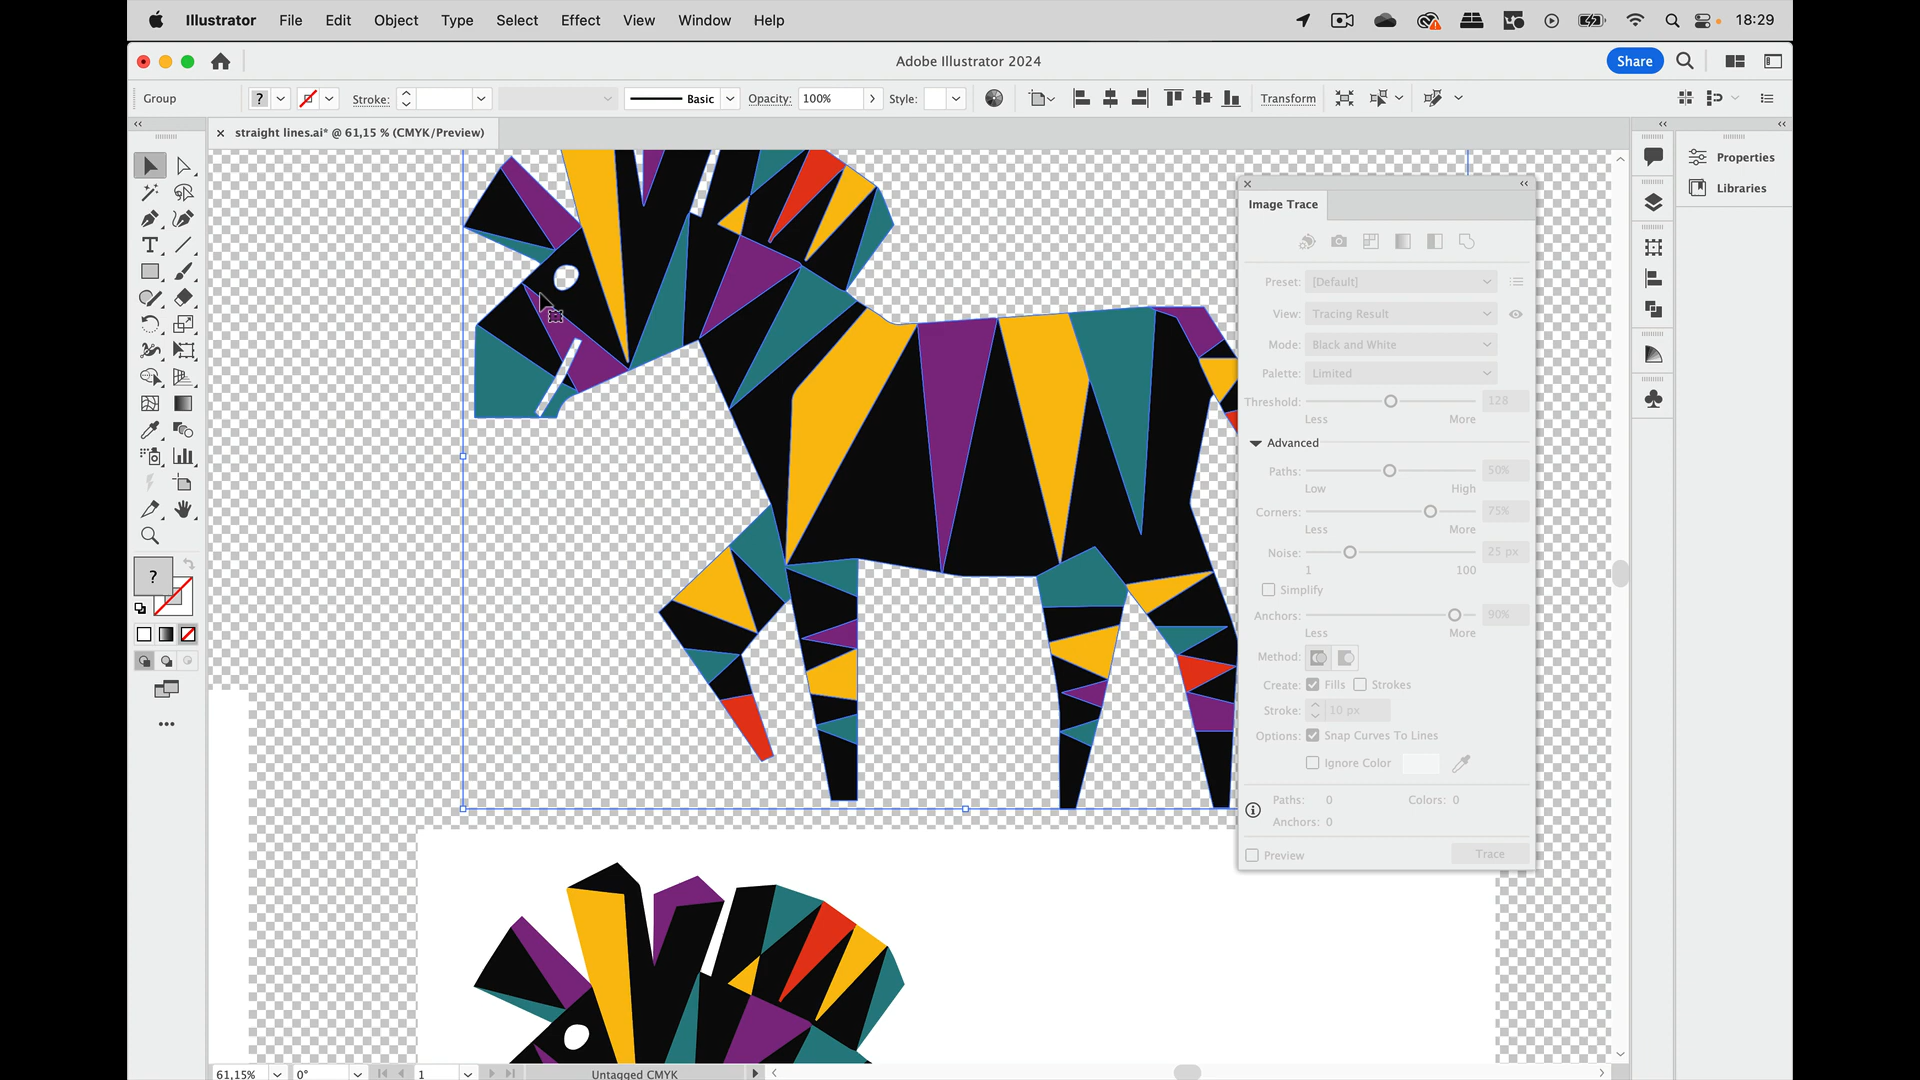 Illustrator File Edit Object Type Select Effect View Window Help 18:29
Adobe Illustrator 2024 Share
Group ? Stroke: Basic Opacity: 100% Style: Transform
straight lines.ai* @ 61,15 % (CMYK/Preview)
Properties
Libraries
Image Trace
Preset: [Default]
View: Tracing Result
Mode: Black and White
Palette: Limited
Threshold: 128
Less More
Advanced
Paths: 50%
Low High
Corners: 75%
Less More
Noise: 25 px
1 100
Simplify
Anchors: 90%
Less More
Method:
Create: Fills Strokes
Stroke: 10 px
Options: Snap Curves To Lines
Ignore Color
Paths: 0 Colors: 0
Anchors: 0
Preview Trace
?
61,15% 0° 1 Untagged CMYK